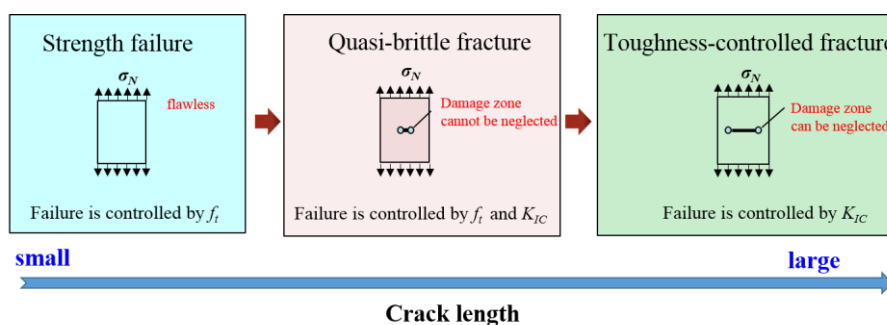 Strength failure
σN
flawless
Failure is controlled by ft
Quasi-brittle fracture
σN
Damage zone
cannot be neglected
Failure is controlled by ft and KIC
Toughness-controlled fracture
σN
Damage zone
can be neglected
Failure is controlled by KIC
small
large
Crack length